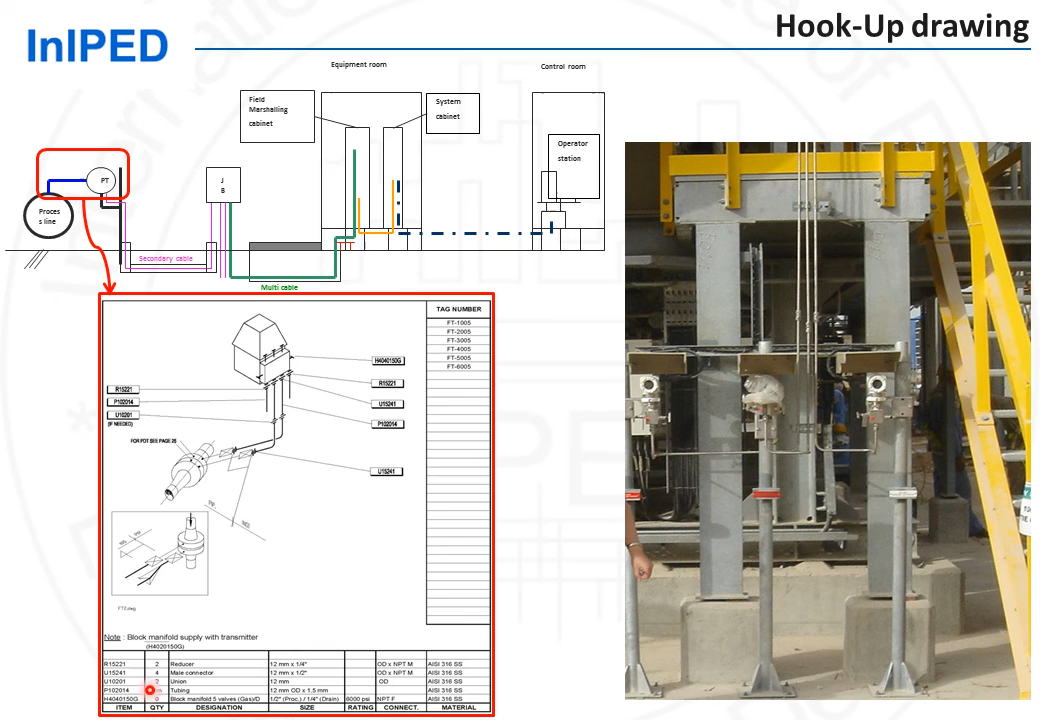 InIPED
Hook-Up drawing
Equipment room
Control room
Field
Marshalling
cabinet
System
cabinet
Operator
station
PT
J
B
Proces
s line
Secondary cable
Multi cable
TAG NUMBER
FT-1005
FT-2005
FT-3005
FT-4005
FT-5005
FT-6005
H4040150G
R15221
R15221
P102014
U15241
U10201
(IF NEEDED)
P102014
FOR PDT SEE PAGE 25
U15241
Note : Block manifold supply with transmitter
(H4020150G)
R15221 2 Reducer 12 mm x 1/4" OD x NPT M AISI 316 SS
U15241 4 Male connector 12 mm x 1/2" OD x NPT M AISI 316 SS
U10201 2 Union 12 mm OD AISI 316 SS
P102014 m Tubing 12 mm OD x 1,5 mm AISI 316 SS
H4040150G 0 Block manifold 5 valves (Gas)/D 1/2" (Proc.) / 1/4" (Drain) 6000 psi NPT F AISI 316 SS
ITEM QTY DESIGNATION SIZE RATING CONNECT. MATERIAL